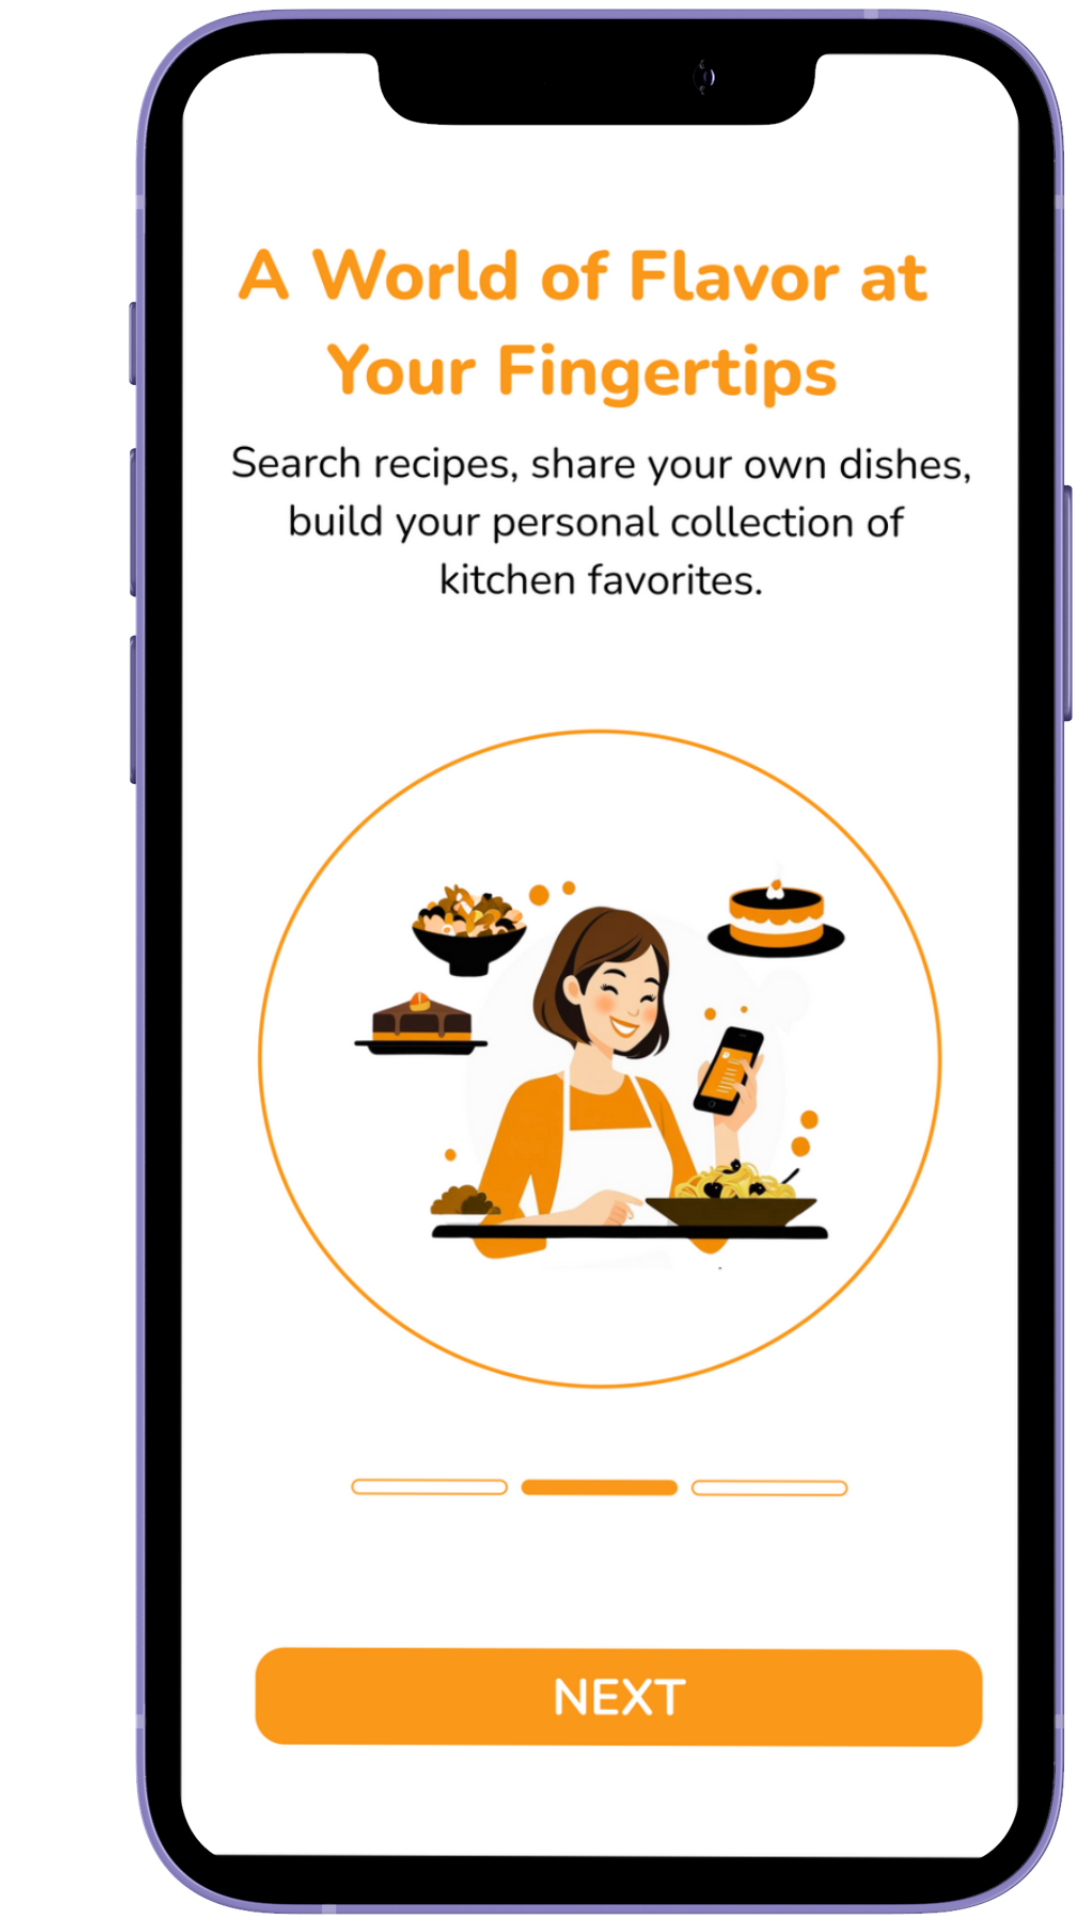 A World of Flavor at
Your Fingertips
Search recipes, share your own dishes,
build your personal collection of
kitchen favorites.
NEXT